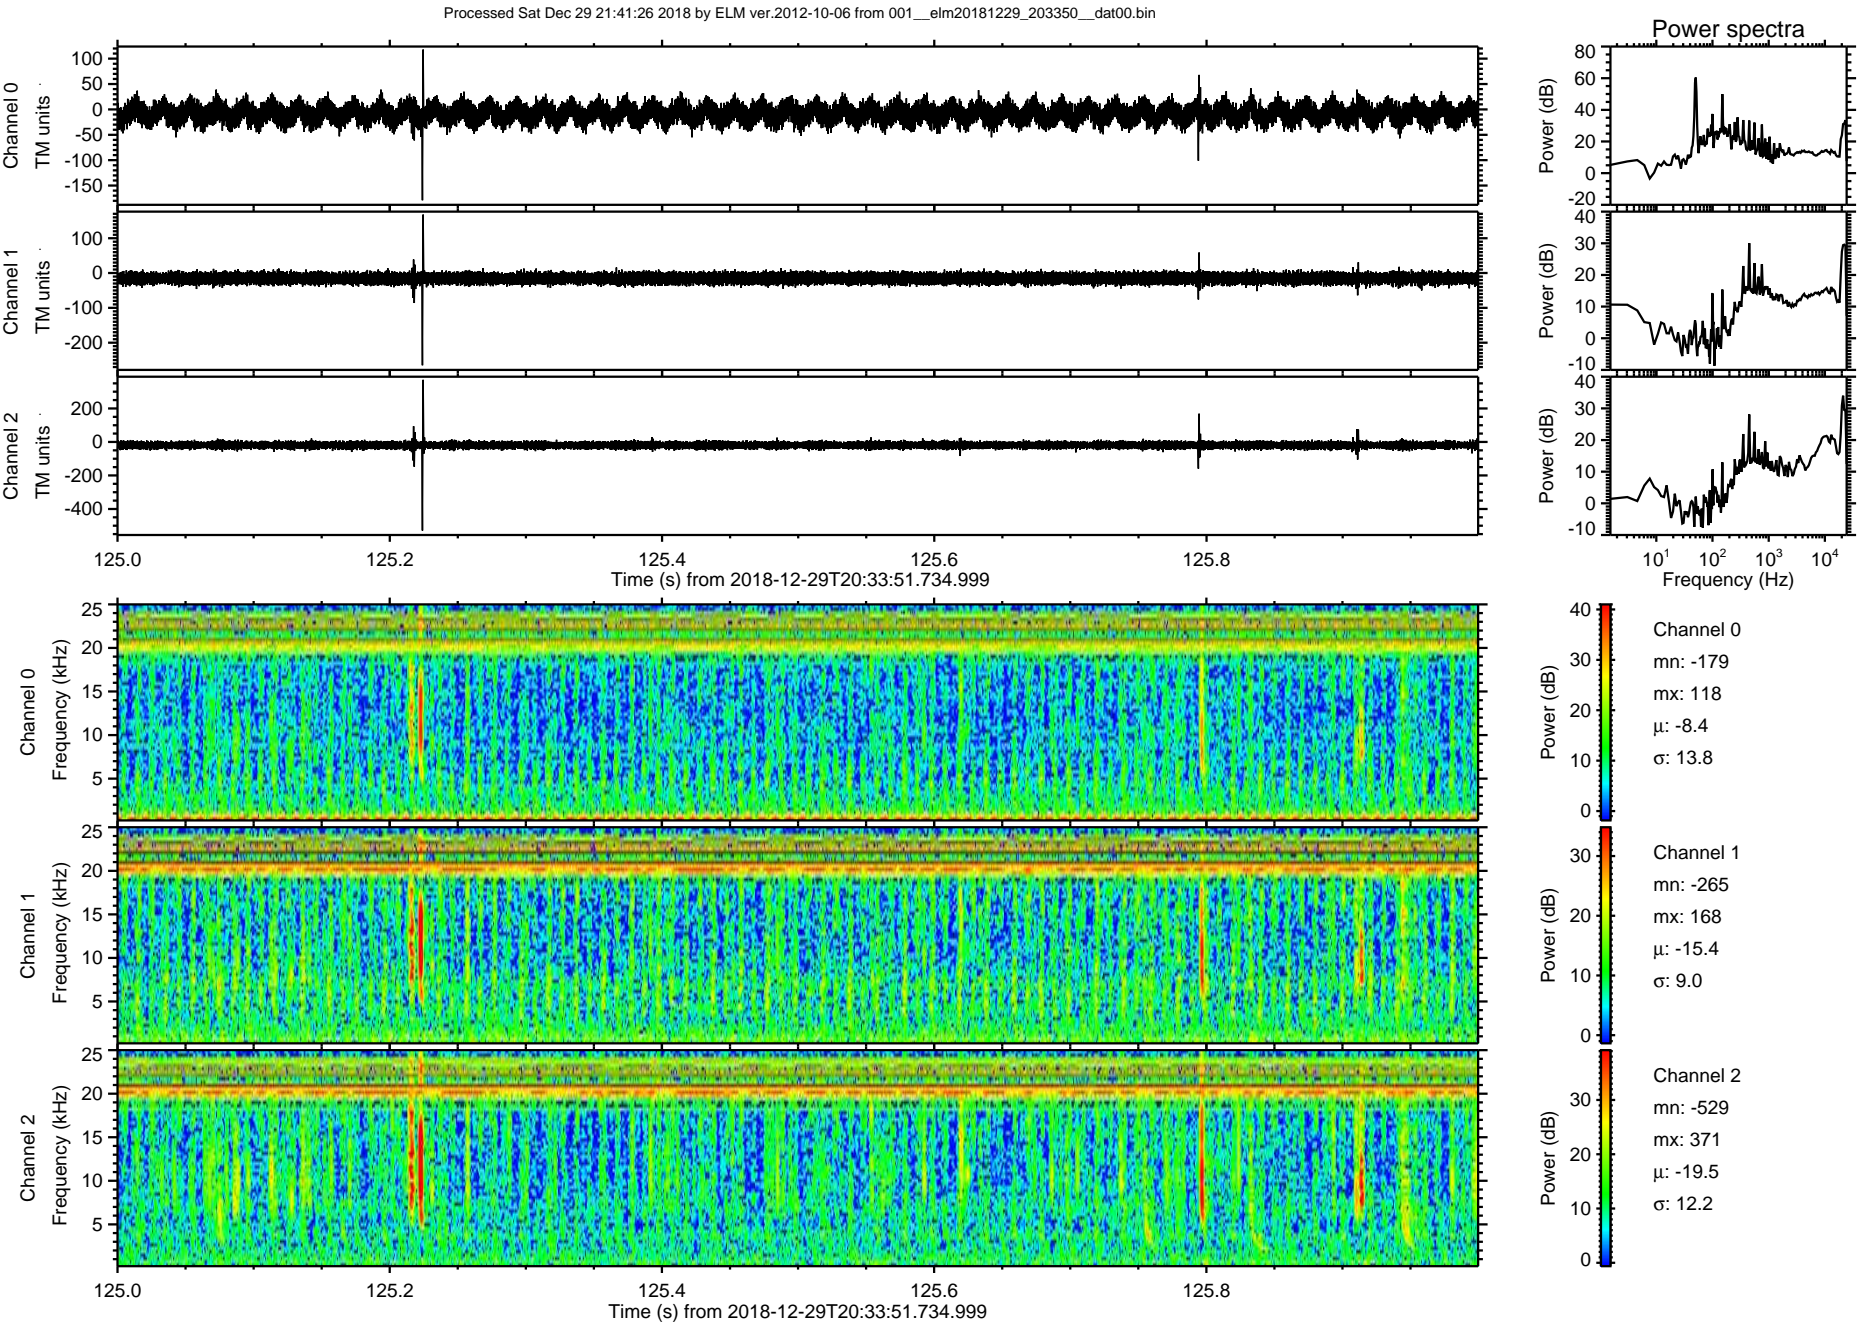 Processed Sat Dec 29 21:41:26 2018 by ELM ver.2012-10-06 from 001__elm20181229_203350__dat00.bin
Power spectra
Channel 0
TM units
100
50
0
-50
-100
-150
Power (dB)
80
60
40
20
0
-20
Channel 1
TM units
100
0
-100
-200
Power (dB)
40
30
20
10
0
-10
Channel 2
TM units
200
0
-200
-400
Power (dB)
40
30
20
10
0
-10
125.0 125.2 125.4 125.6 125.8
Time (s) from 2018-12-29T20:33:51.734.999
10¹ 10² 10³ 10⁴
Frequency (Hz)
Channel 0
Frequency (kHz)
25
20
15
10
5
Power (dB)
40
30
20
10
0
Channel 0
mn: -179
mx: 118
μ: -8.4
σ: 13.8
Channel 1
Frequency (kHz)
25
20
15
10
5
Power (dB)
30
20
10
0
Channel 1
mn: -265
mx: 168
μ: -15.4
σ: 9.0
Channel 2
Frequency (kHz)
25
20
15
10
5
Power (dB)
30
20
10
0
Channel 2
mn: -529
mx: 371
μ: -19.5
σ: 12.2
125.0 125.2 125.4 125.6 125.8
Time (s) from 2018-12-29T20:33:51.734.999